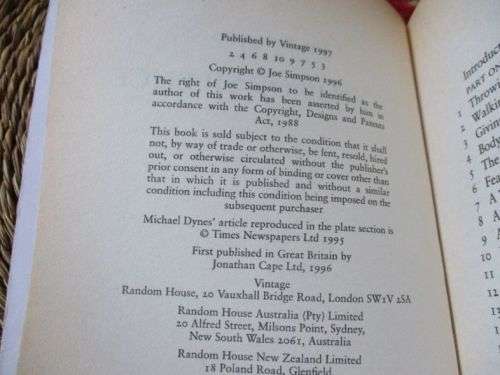 Published by Vintage 1997
2 4 6 8 10 9 7 5 3
Copyright © Joe Simpson 1996
The right of Joe Simpson to be identified as the
author of this work has been asserted by him in
accordance with the Copyright, Designs and Patents
Act, 1988
This book is sold subject to the condition that it shall
not, by way of trade or otherwise, be lent, resold, hired
out, or otherwise circulated without the publisher's
prior consent in any form of binding or cover other than
that in which it is published and without a similar
condition including this condition being imposed on the
subsequent purchaser
Michael Dynes' article reproduced in the plate section is
© Times Newspapers Ltd 1995
First published in Great Britain by
Jonathan Cape Ltd, 1996
Vintage
Random House, 20 Vauxhall Bridge Road, London SW1V 2SA
Random House Australia (Pty) Limited
20 Alfred Street, Milsons Point, Sydney,
New South Wales 2061, Australia
Random House New Zealand Limited
18 Poland Road, Glenfield
Introdu
PART ON
1 Throwi
2 Walk
3 Givin
4 Body
5 The
6 Fea
7 A
8 A
9
10
11
12